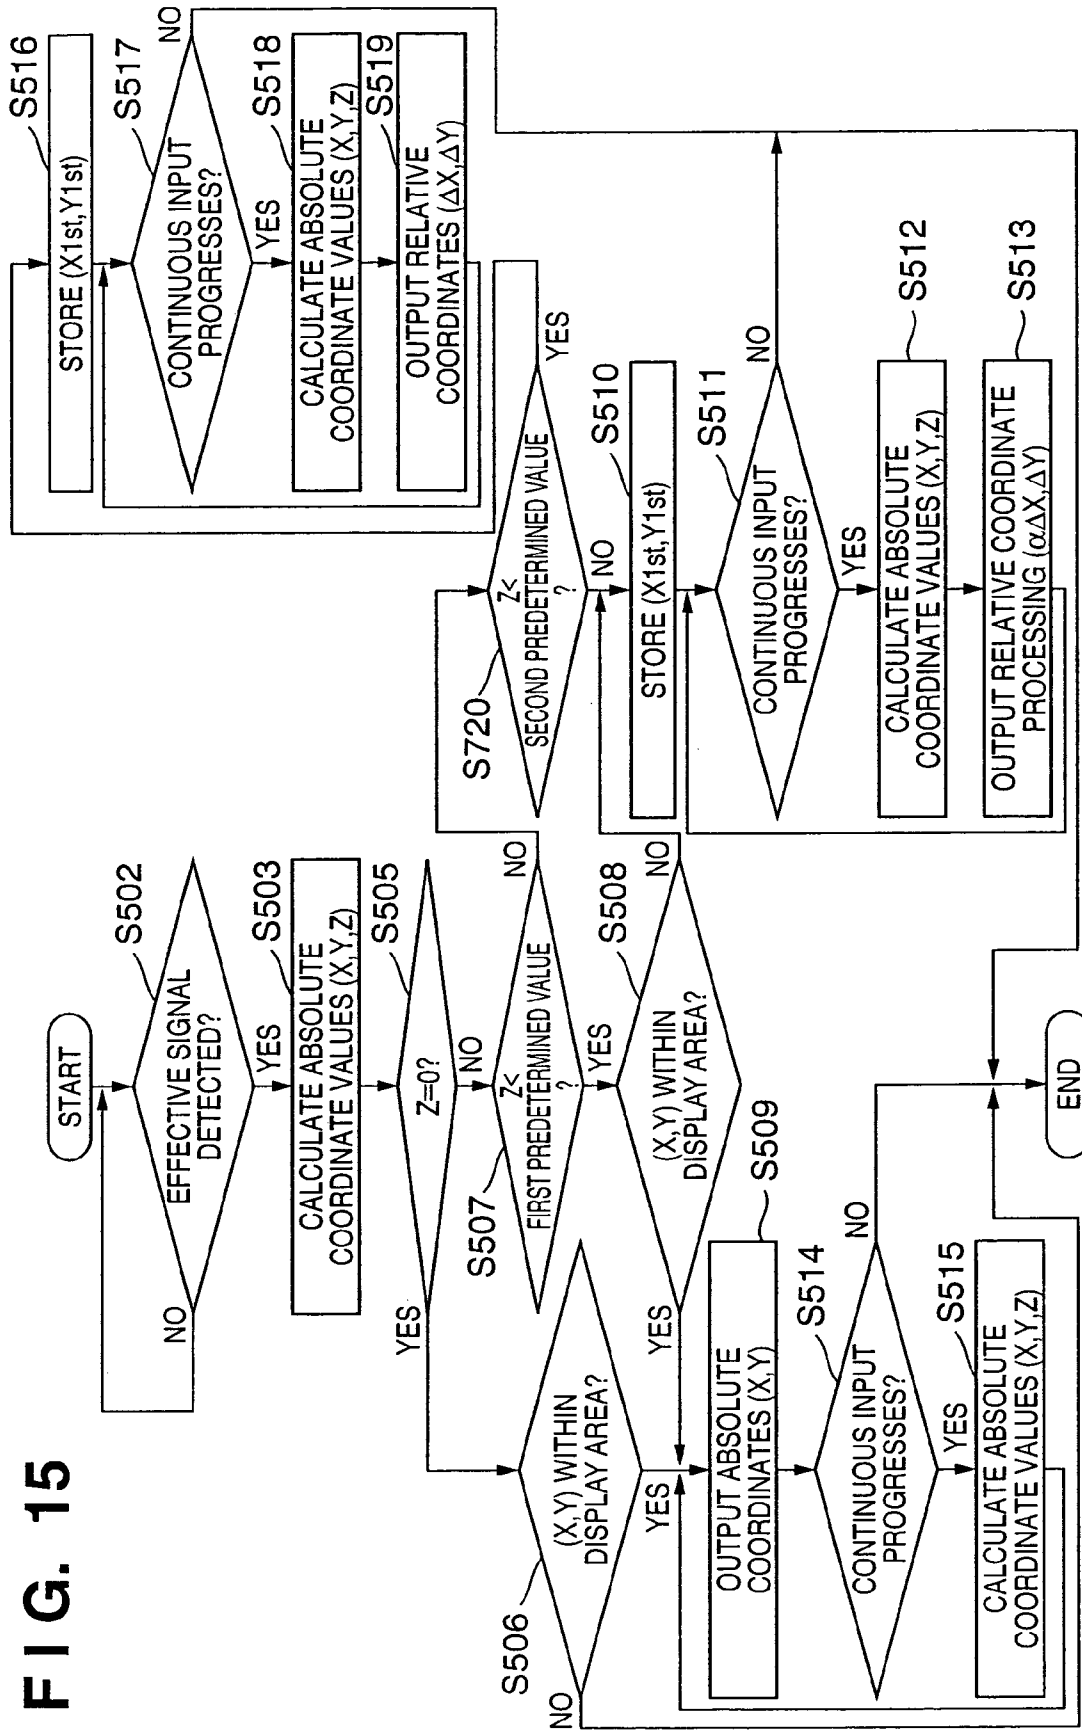 FIG. 15
START
S502
EFFECTIVE SIGNAL
DETECTED?
NO
YES
S503
CALCULATE ABSOLUTE
COORDINATE VALUES (X,Y,Z)
S505
Z=0?
YES
NO
S506
(X,Y) WITHIN
DISPLAY AREA?
NO
YES
S507
Z<
FIRST PREDETERMINED VALUE
?
NO
YES
S508
(X,Y) WITHIN
DISPLAY AREA?
YES
NO
S509
OUTPUT ABSOLUTE
COORDINATES (X,Y)
S514
CONTINUOUS INPUT
PROGRESSES?
NO
YES
S515
CALCULATE ABSOLUTE
COORDINATE VALUES (X,Y,Z)
S720
Z<
SECOND PREDETERMINED VALUE
?
YES
NO
S510
STORE (X1st,Y1st)
S511
CONTINUOUS INPUT
PROGRESSES?
NO
YES
S512
CALCULATE ABSOLUTE
COORDINATE VALUES (X,Y,Z)
S513
OUTPUT RELATIVE COORDINATE
PROCESSING (αΔX,ΔY)
S516
STORE (X1st,Y1st)
S517
CONTINUOUS INPUT
PROGRESSES?
NO
YES
S518
CALCULATE ABSOLUTE
COORDINATE VALUES (X,Y,Z)
S519
OUTPUT RELATIVE
COORDINATES (ΔX,ΔY)
END